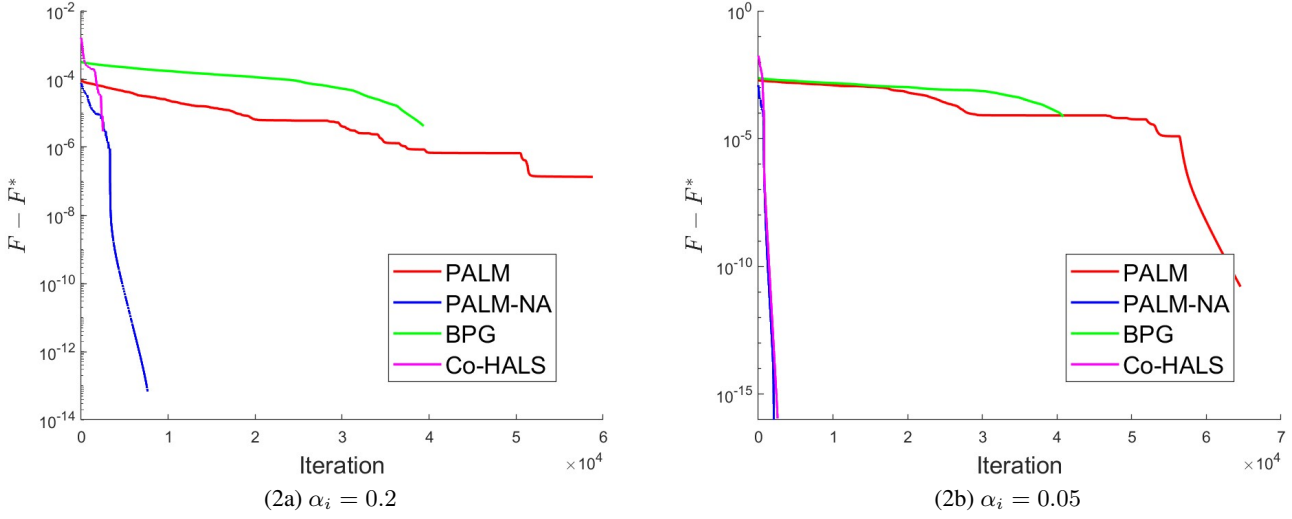 10^-2
10^-4
10^-6
10^-8
10^-10
10^-12
10^-14
F − F*
0 1 2 3 4 5 6
×10^4
Iteration
PALM
PALM-NA
BPG
Co-HALS
(2a) α_i = 0.2
10^0
10^-5
10^-10
10^-15
F − F*
0 1 2 3 4 5 6 7
×10^4
Iteration
PALM
PALM-NA
BPG
Co-HALS
(2b) α_i = 0.05